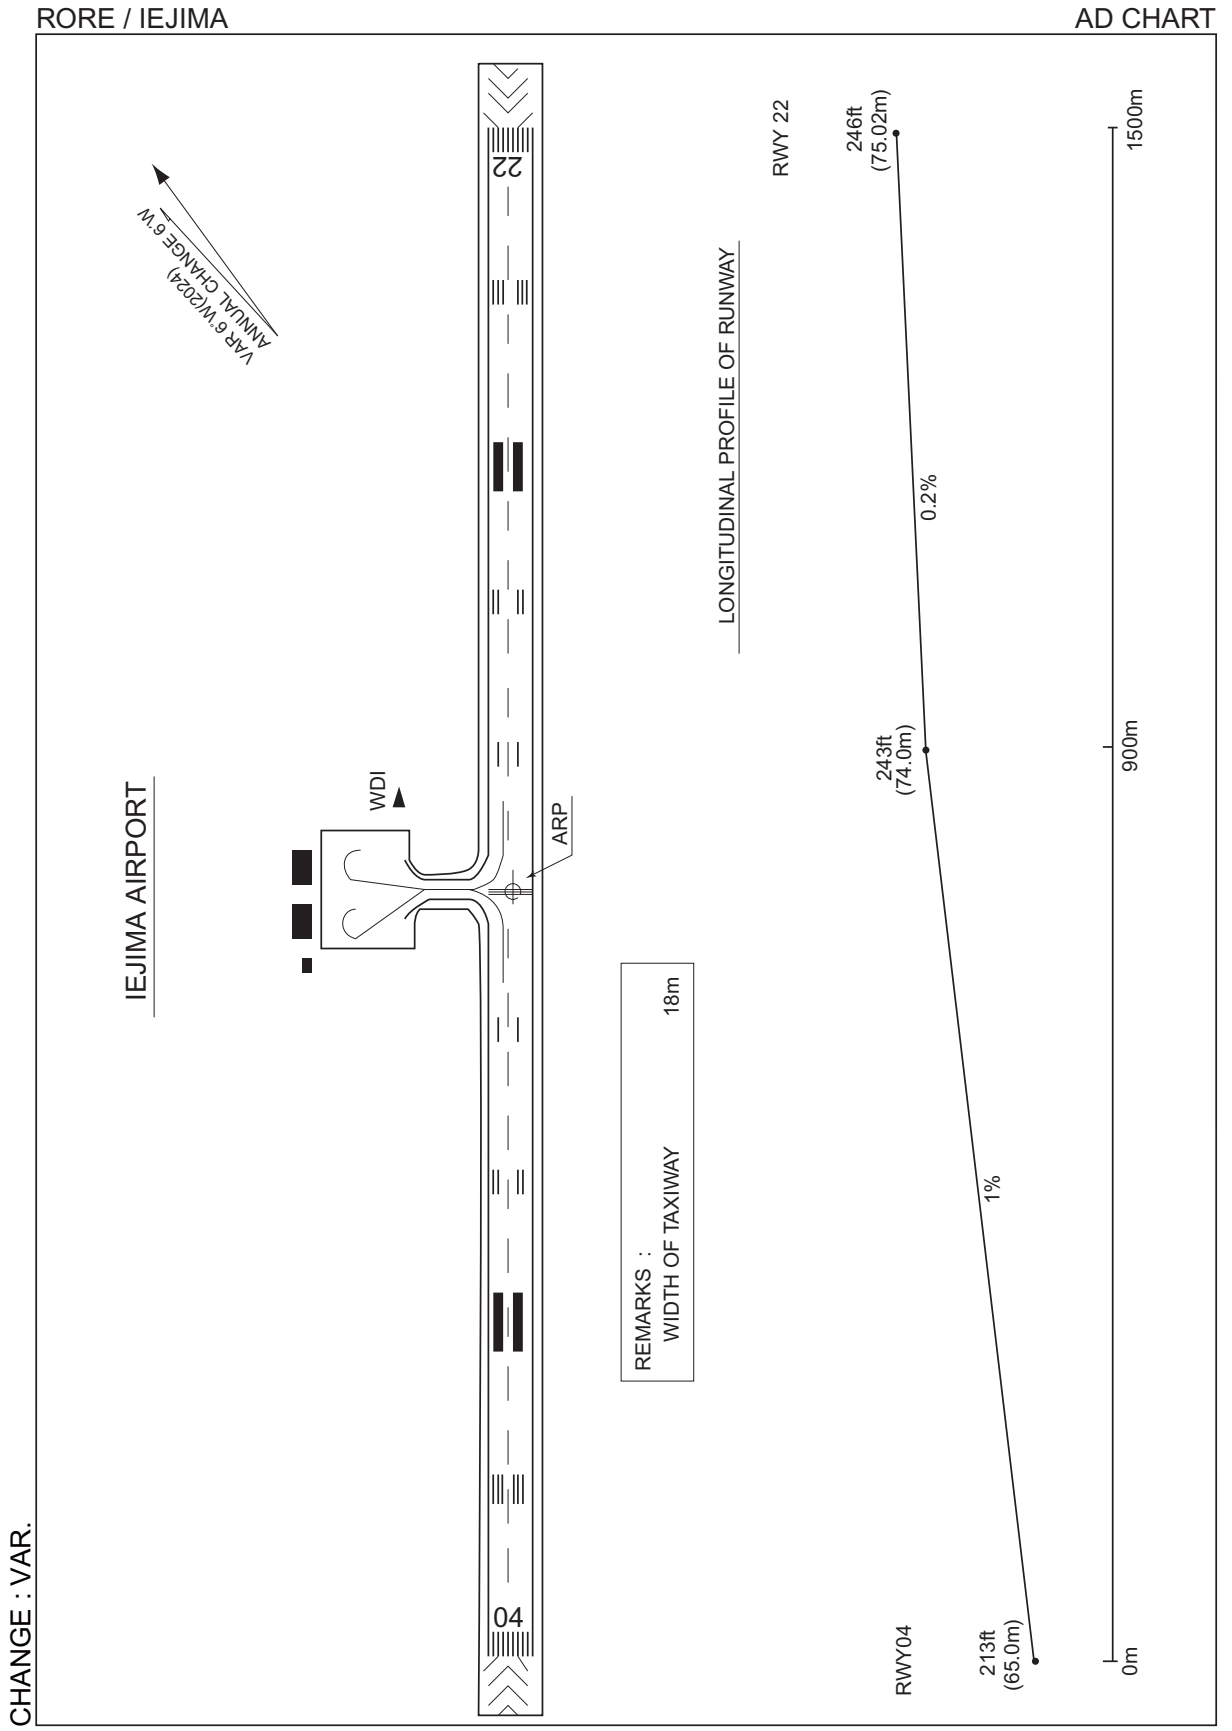 RORE / IEJIMA
AD CHART
CHANGE : VAR.
IEJIMA AIRPORT
VAR 6°W(2024)
ANNUAL CHANGE 6'W
WDI
ARP
04
22
REMARKS :
WIDTH OF TAXIWAY 18m
LONGITUDINAL PROFILE OF RUNWAY
RWY04
RWY 22
213ft
(65.0m)
1%
243ft
(74.0m)
0.2%
246ft
(75.02m)
0m
900m
1500m